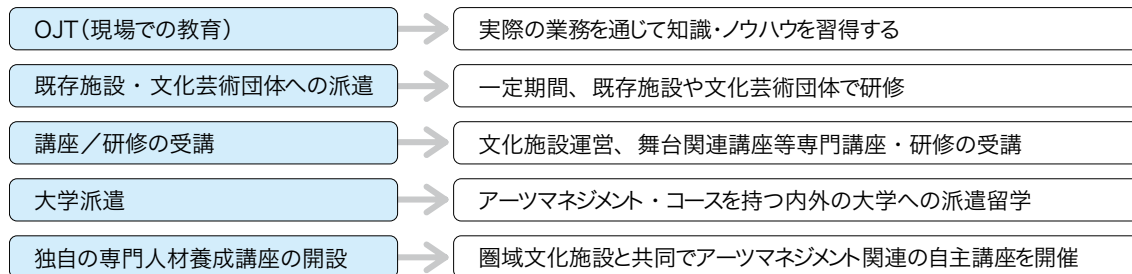 OJT(現場での教育)
実際の業務を通じて知識・ノウハウを習得する
既存施設・文化芸術団体への派遣
一定期間、既存施設や文化芸術団体で研修
講座／研修の受講
文化施設運営、舞台関連講座等専門講座・研修の受講
大学派遣
アーツマネジメント・コースを持つ内外の大学への派遣留学
独自の専門人材養成講座の開設
圏域文化施設と共同でアーツマネジメント関連の自主講座を開催